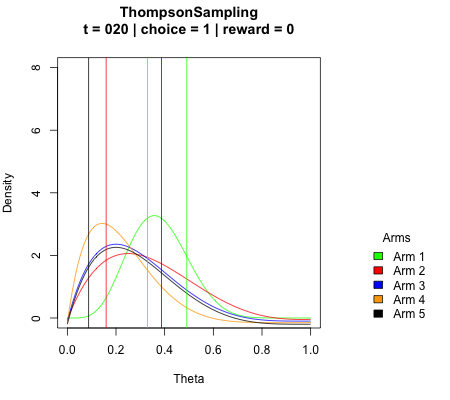 ThompsonSampling
t = 020 | choice = 1 | reward = 0
8
6
4
2
0
Density
0.0 0.2 0.4 0.6 0.8 1.0
Theta
Arms
Arm 1
Arm 2
Arm 3
Arm 4
Arm 5